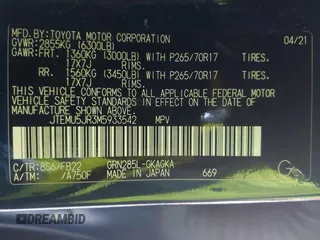 MFD.BY:TOYOTA MOTOR CORPORATION 04/21
GVWR:2855KG (6300LB)
GAWR:FRT. 1360KG (3000LB) WITH P265/70R17 TIRES.
17X7J RIMS.
RR. 1560KG (3450LB) WITH P265/70R17 TIRES.
17X7J RIMS.
THIS VEHICLE CONFORMS TO ALL APPLICABLE
FEDERAL MOTOR VEHICLE SAFETY STANDARDS
IN EFFECT ON THE DATE
OF MANUFACTURE SHOWN ABOVE.
JTEMU5JR3M5933542 MPV
C/TR:8S6/FB22 GRN285L-GKAGKA
A/TM: /A750F MADE IN JAPAN 669
DREAMBID